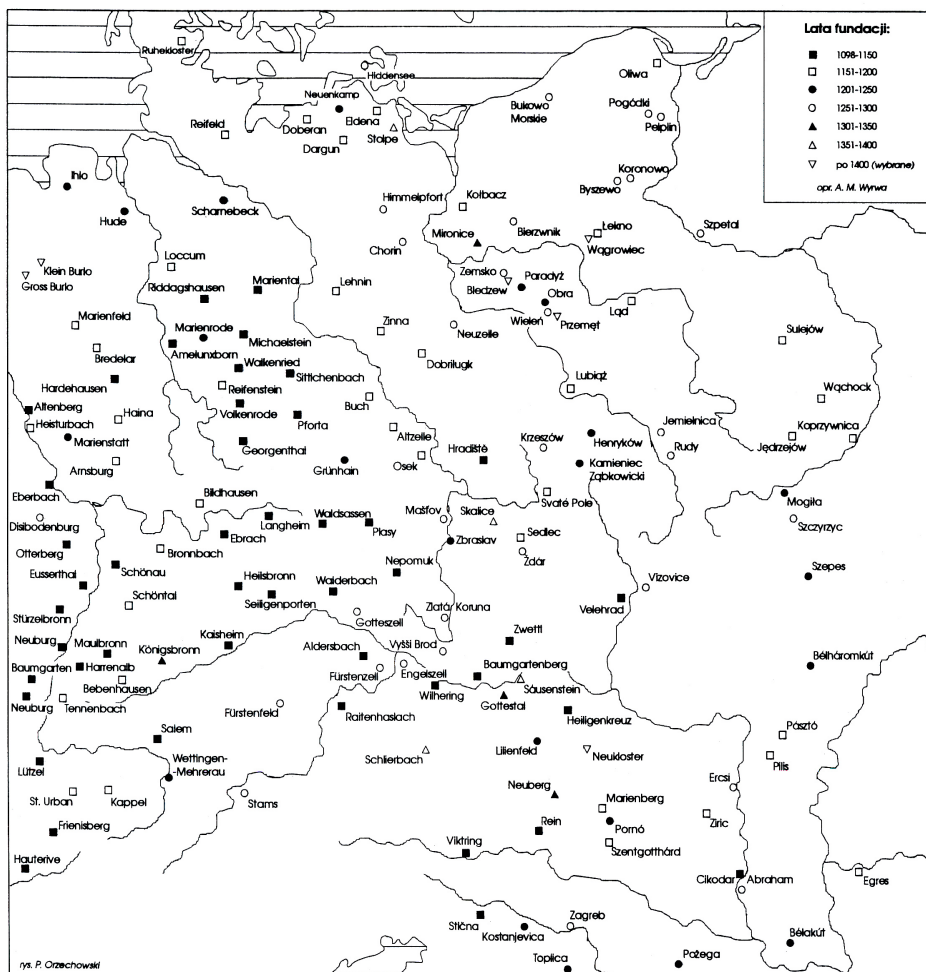 Lata fundacji:
1098-1150
1151-1200
1201-1250
1251-1300
1301-1350
1351-1400
po 1400 (wybrane)
opr. A. M. Wyrwa
Ruhekloster
Hiddensee
Oliwa
Neuenkamp
Eldena
Bukowo
Morskie
Pogódki
Pelplin
Reifeld
Doberan
Stolpe
Dargun
Koronowo
Byszewo
Ihlo
Scharnebeck
Himmelpfort
Kołbacz
Hude
Bierzwnik
Łekno
Szpetal
Mironice
Wągrowiec
Chorin
Klein Burlo
Gross Burlo
Loccum
Mariental
Riddagshausen
Lehnin
Zemsko
Paradyż
Bledzew
Obra
Ląd
Marienfeld
Marienrode
Zinna
Neuzelle
Wieleń
Przemęt
Sulejów
Michaelstein
Bredelar
Amelunxborn
Walkenried
Dobriługk
Sittichenbach
Hardehausen
Reifenstein
Lubiąż
Wąchock
Altenberg
Haina
Volkenrode
Buch
Heisturbach
Pforta
Jemielnica
Koprzywnica
Marienstatt
Georgenthal
Altzelle
Hradiště
Krzeszów
Henryków
Jędrzejów
Arnsburg
Grünhain
Osek
Kamieniec
Ząbkowicki
Rudy
Eberbach
Bildhausen
Svaté Pole
Mogiła
Disibodenburg
Langheim
Waldsassen
Mašfov
Skalice
Szczyrzyc
Otterberg
Ebrach
Plasy
Sedlec
Bronnbach
Zbraslav
Ždár
Eusserthal
Schönau
Nepomuk
Szepes
Heilsbronn
Walderbach
Vizovice
Schöntal
Seiligenporten
Stürzelbronn
Gotteszell
Zlatá Koruna
Velehrad
Neuburg
Maulbronn
Kaisheim
Zwettl
Königsbronn
Aldersbach
Vyšší Brod
Bélháromkút
Baumgarten
Harrenalb
Baumgartenberg
Bebenhausen
Fürstenzell
Engelszell
Säusenstein
Neuburg
Tennenbach
Wilhering
Gottestal
Fürstenfeld
Raitenhaslach
Heiligenkreuz
Salem
Pásztó
Lilienfeld
Schlierbach
Neukloster
Pilis
Lützel
Wettingen-
-Mehrerau
Ercsi
St. Urban
Kappel
Stams
Neuberg
Marienberg
Frienisberg
Rein
Pornó
Ziric
Viktring
Szentgotthárd
Hauterive
Cikodar
Abraham
Egres
Stična
Zagreb
Kostanjevica
Bélakút
Toplica
Požega
rys. P. Orzechowski